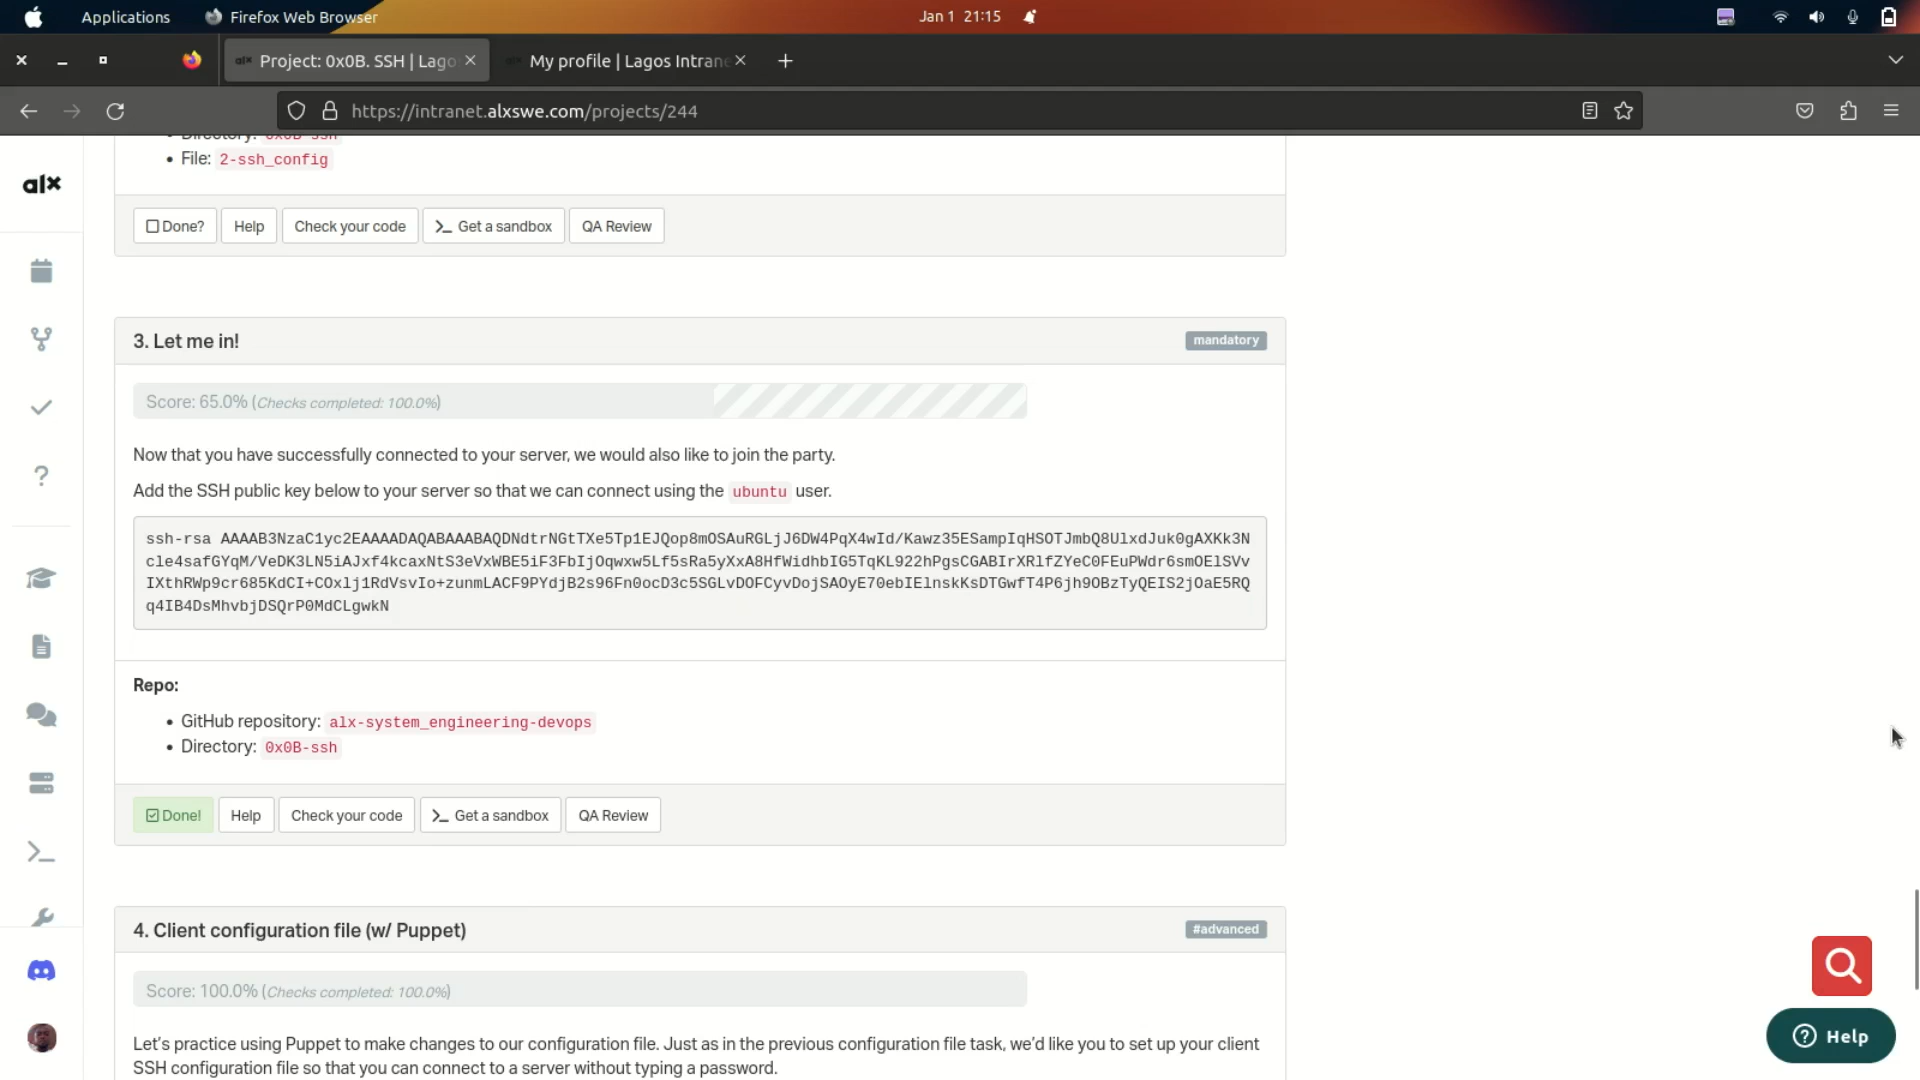 Applications
Firefox Web Browser
Jan 1 21:15
Project: 0x0B. SSH | Lago
My profile | Lagos Intrane
https://intranet.alxswe.com/projects/244
alx
Directory: 0x0B-ssh
File: 2-ssh_config
Done?
Help
Check your code
Get a sandbox
QA Review
3. Let me in!
mandatory
Score: 65.0% (Checks completed: 100.0%)
Now that you have successfully connected to your server, we would also like to join the party.
Add the SSH public key below to your server so that we can connect using the ubuntu user.
ssh-rsa AAAAB3NzaC1yc2EAAAADAQABAAABAQDNdtrNGtTXe5Tp1EJQop8mOSAuRGLjJ6DW4PqX4wId/Kawz35ESampIqHSOTJmbQ8UlxdJuk0gAXKk3N
cle4safGYqM/VeDK3LN5iAJxf4kcaxNtS3eVxWBE5iF3FbIjOqwxw5Lf5sRa5yXxA8HfWidhbIG5TqKL922hPgsCGABIrXRlfZYeC0FEuPWdr6smOElSVv
IXthRWp9cr685KdCI+COxlj1RdVsvIo+zunmLACF9PYdjB2s96Fn0ocD3c5SGLvDOFCyvDojSAOyE70ebIElnskKsDTGwfT4P6jh9OBzTyQEIS2jOaE5RQ
q4IB4DsMhvbjDSQrP0MdCLgwkN
Repo:
GitHub repository: alx-system_engineering-devops
Directory: 0x0B-ssh
Done!
Help
Check your code
Get a sandbox
QA Review
4. Client configuration file (w/ Puppet)
#advanced
Score: 100.0% (Checks completed: 100.0%)
Let's practice using Puppet to make changes to our configuration file. Just as in the previous configuration file task, we'd like you to set up your client
SSH configuration file so that you can connect to a server without typing a password.
Help